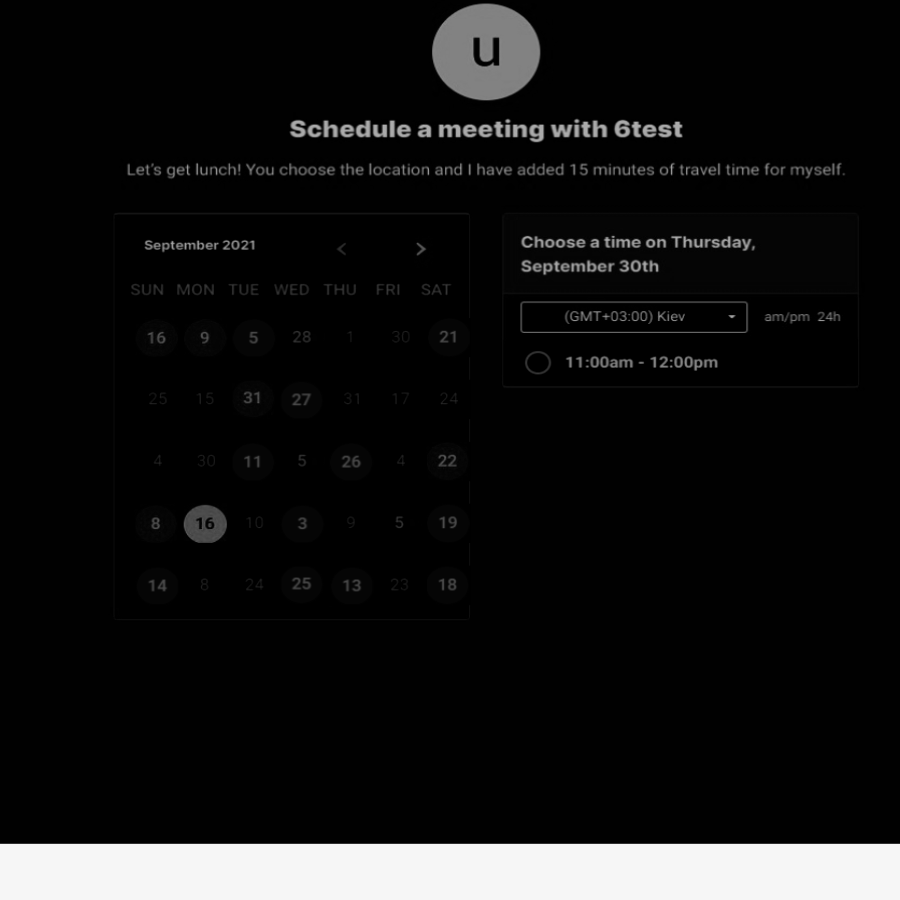 u
Schedule a meeting with 6test
Let's get lunch! You choose the location and I have added 15 minutes of travel time for myself.
September 2021
SUN MON TUE WED THU FRI SAT
16 9 5 28 1 30 21
25 15 31 27 31 17 24
4 30 11 5 26 4 22
8 16 10 3 9 5 19
14 8 24 25 13 23 18
Choose a time on Thursday,
September 30th
(GMT+03:00) Kiev am/pm 24h
11:00am - 12:00pm